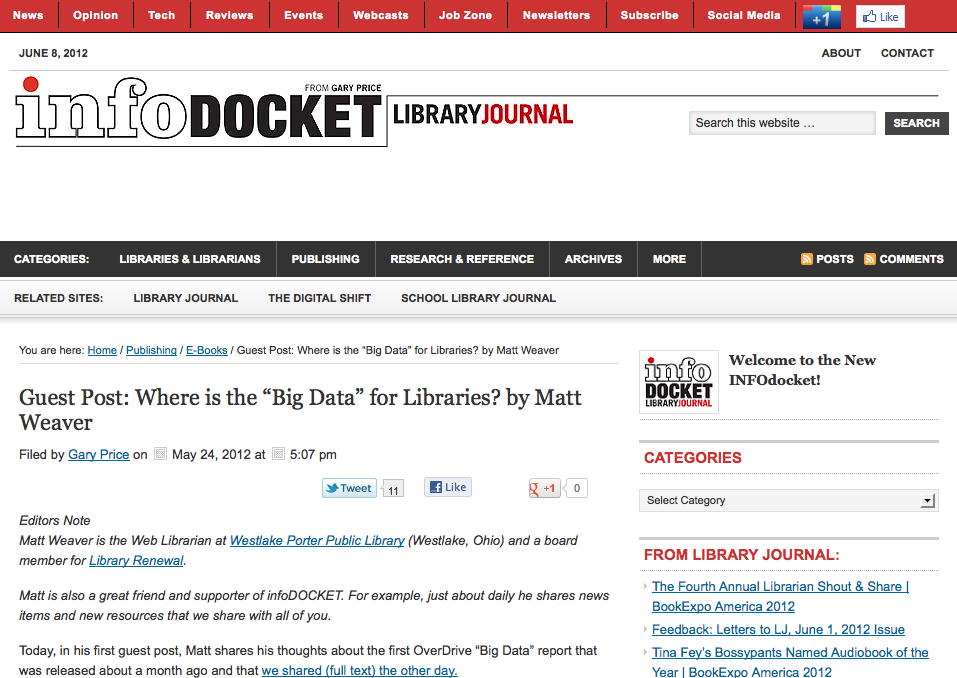 News Opinion Tech Reviews Events Webcasts Job Zone Newsletters Subscribe Social Media +1 Like
JUNE 8, 2012 ABOUT CONTACT
FROM GARY PRICE
infoDOCKET LIBRARYJOURNAL
Search this website ... SEARCH
CATEGORIES: LIBRARIES & LIBRARIANS PUBLISHING RESEARCH & REFERENCE ARCHIVES MORE POSTS COMMENTS
RELATED SITES: LIBRARY JOURNAL THE DIGITAL SHIFT SCHOOL LIBRARY JOURNAL
You are here: Home / Publishing / E-Books / Guest Post: Where is the “Big Data” for Libraries? by Matt Weaver
Guest Post: Where is the “Big Data” for Libraries? by Matt
Weaver
Filed by Gary Price on May 24, 2012 at 5:07 pm
Tweet 11 Like g +1 0
Editors Note
Matt Weaver is the Web Librarian at Westlake Porter Public Library (Westlake, Ohio) and a board
member for Library Renewal.
Matt is also a great friend and supporter of infoDOCKET. For example, just about daily he shares news
items and new resources that we share with all of you.
Today, in his first guest post, Matt shares his thoughts about the first OverDrive “Big Data” report that
was released about a month ago and that we shared (full text) the other day.
info
DOCKET
LIBRARYJOURNAL
Welcome to the New
INFOdocket!
CATEGORIES
Select Category
FROM LIBRARY JOURNAL:
The Fourth Annual Librarian Shout & Share |
BookExpo America 2012
Feedback: Letters to LJ, June 1, 2012 Issue
Tina Fey's Bossypants Named Audiobook of the
Year | BookExpo America 2012